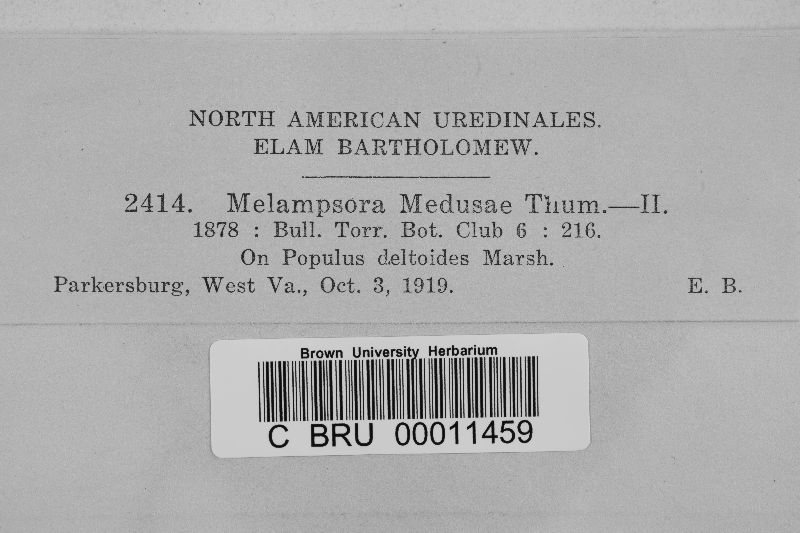 NORTH AMERICAN UREDINALES.
ELAM BARTHOLOMEW.
2414. Melampsora Medusae Thum.—II.
1878 : Bull. Torr. Bot. Club 6 : 216.
On Populus deltoides Marsh.
Parkersburg, West Va., Oct. 3, 1919. E. B.
Brown University Herbarium
C BRU 00011459